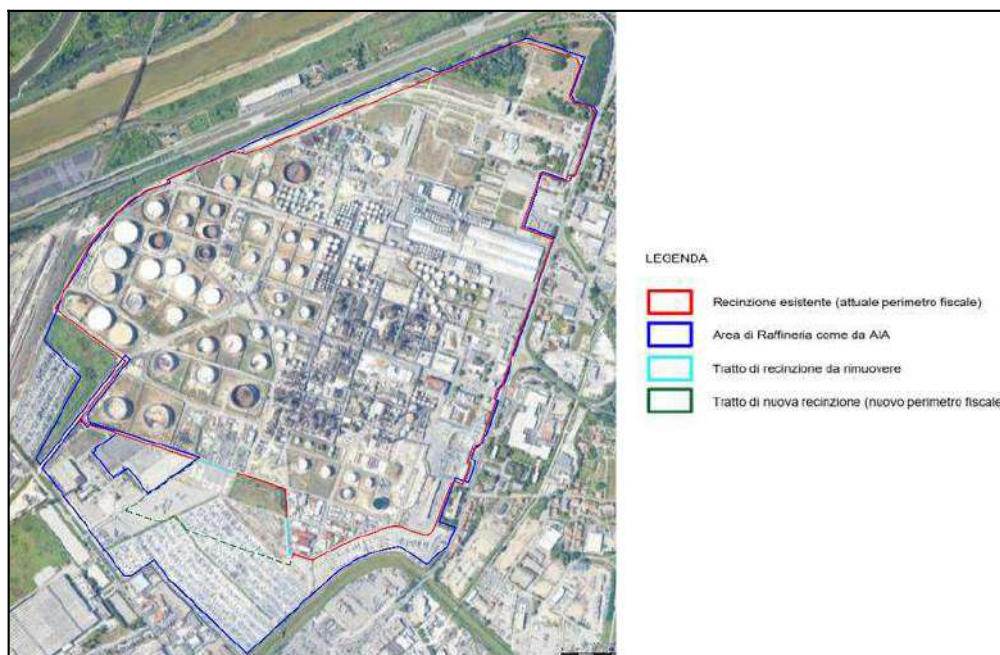 LEGENDA
Recinzione esistente (attuale perimetro fiscale)
Area di Raffineria come da AIA
Tratto di recinzione da rimuovere
Tratto di nuova recinzione (nuovo perimetro fiscale